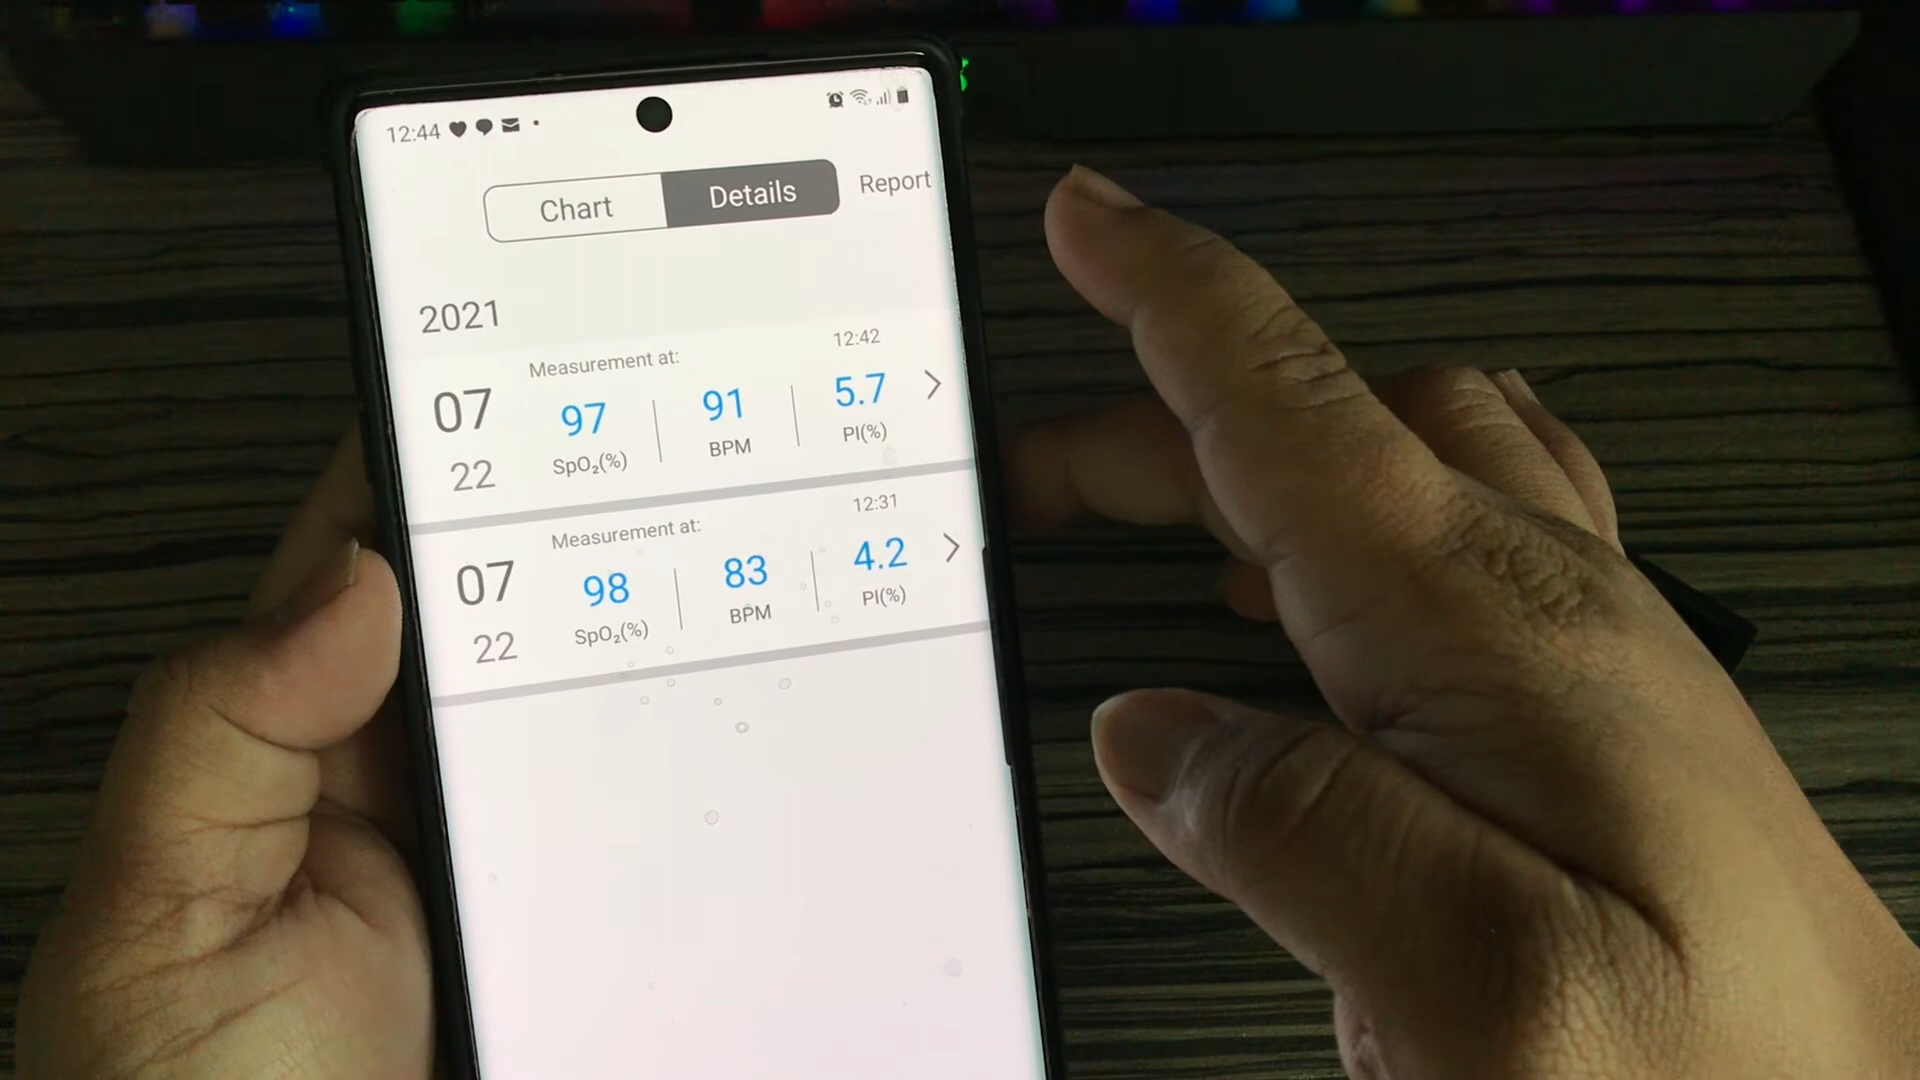 12:44
Chart Details Report
2021
Measurement at: 12:42
07 97 91 5.7
22 SpO₂(%) BPM PI(%)
Measurement at: 12:31
07 98 83 4.2
22 SpO₂(%) BPM PI(%)